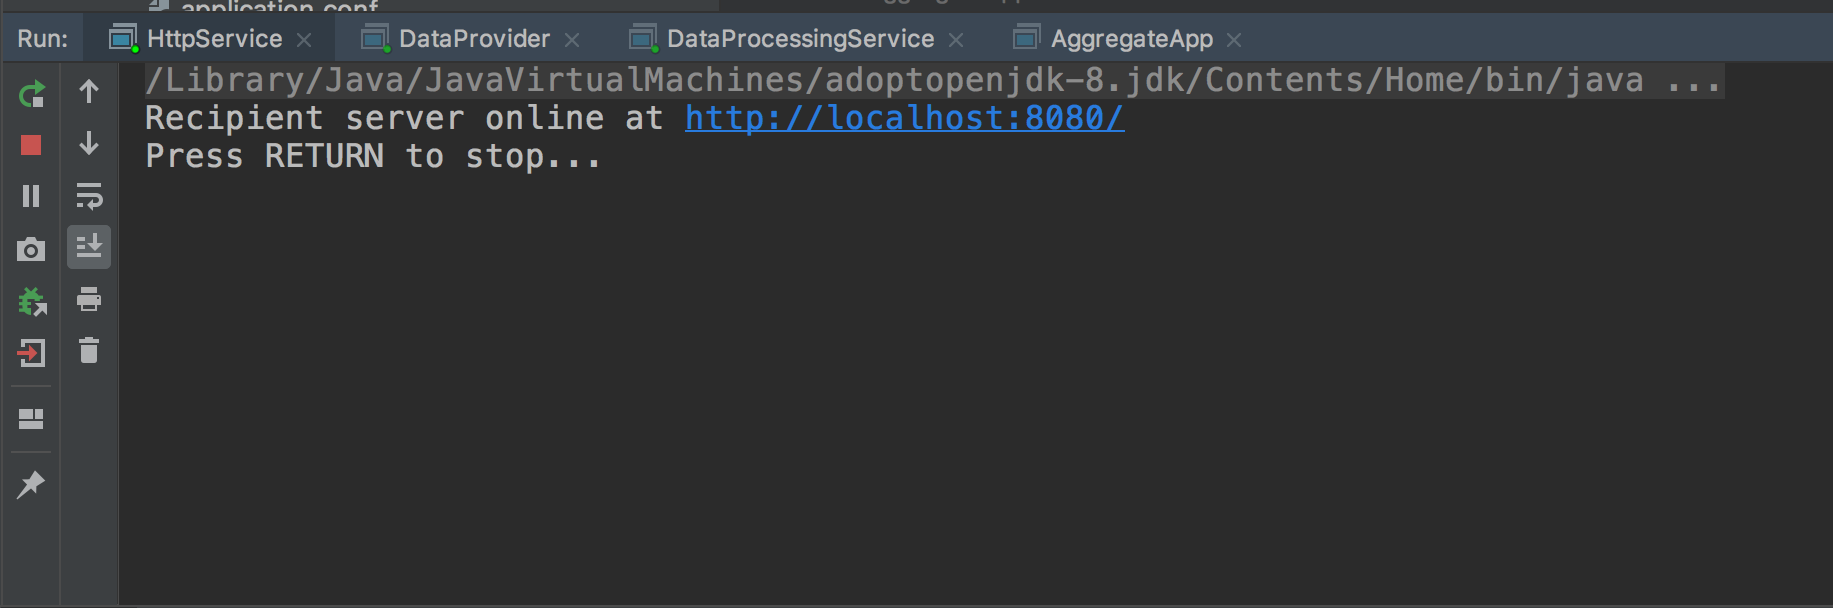 application.conf
Run: HttpService DataProvider DataProcessingService AggregateApp
/Library/Java/JavaVirtualMachines/adoptopenjdk-8.jdk/Contents/Home/bin/java ...
Recipient server online at http://localhost:8080/
Press RETURN to stop...